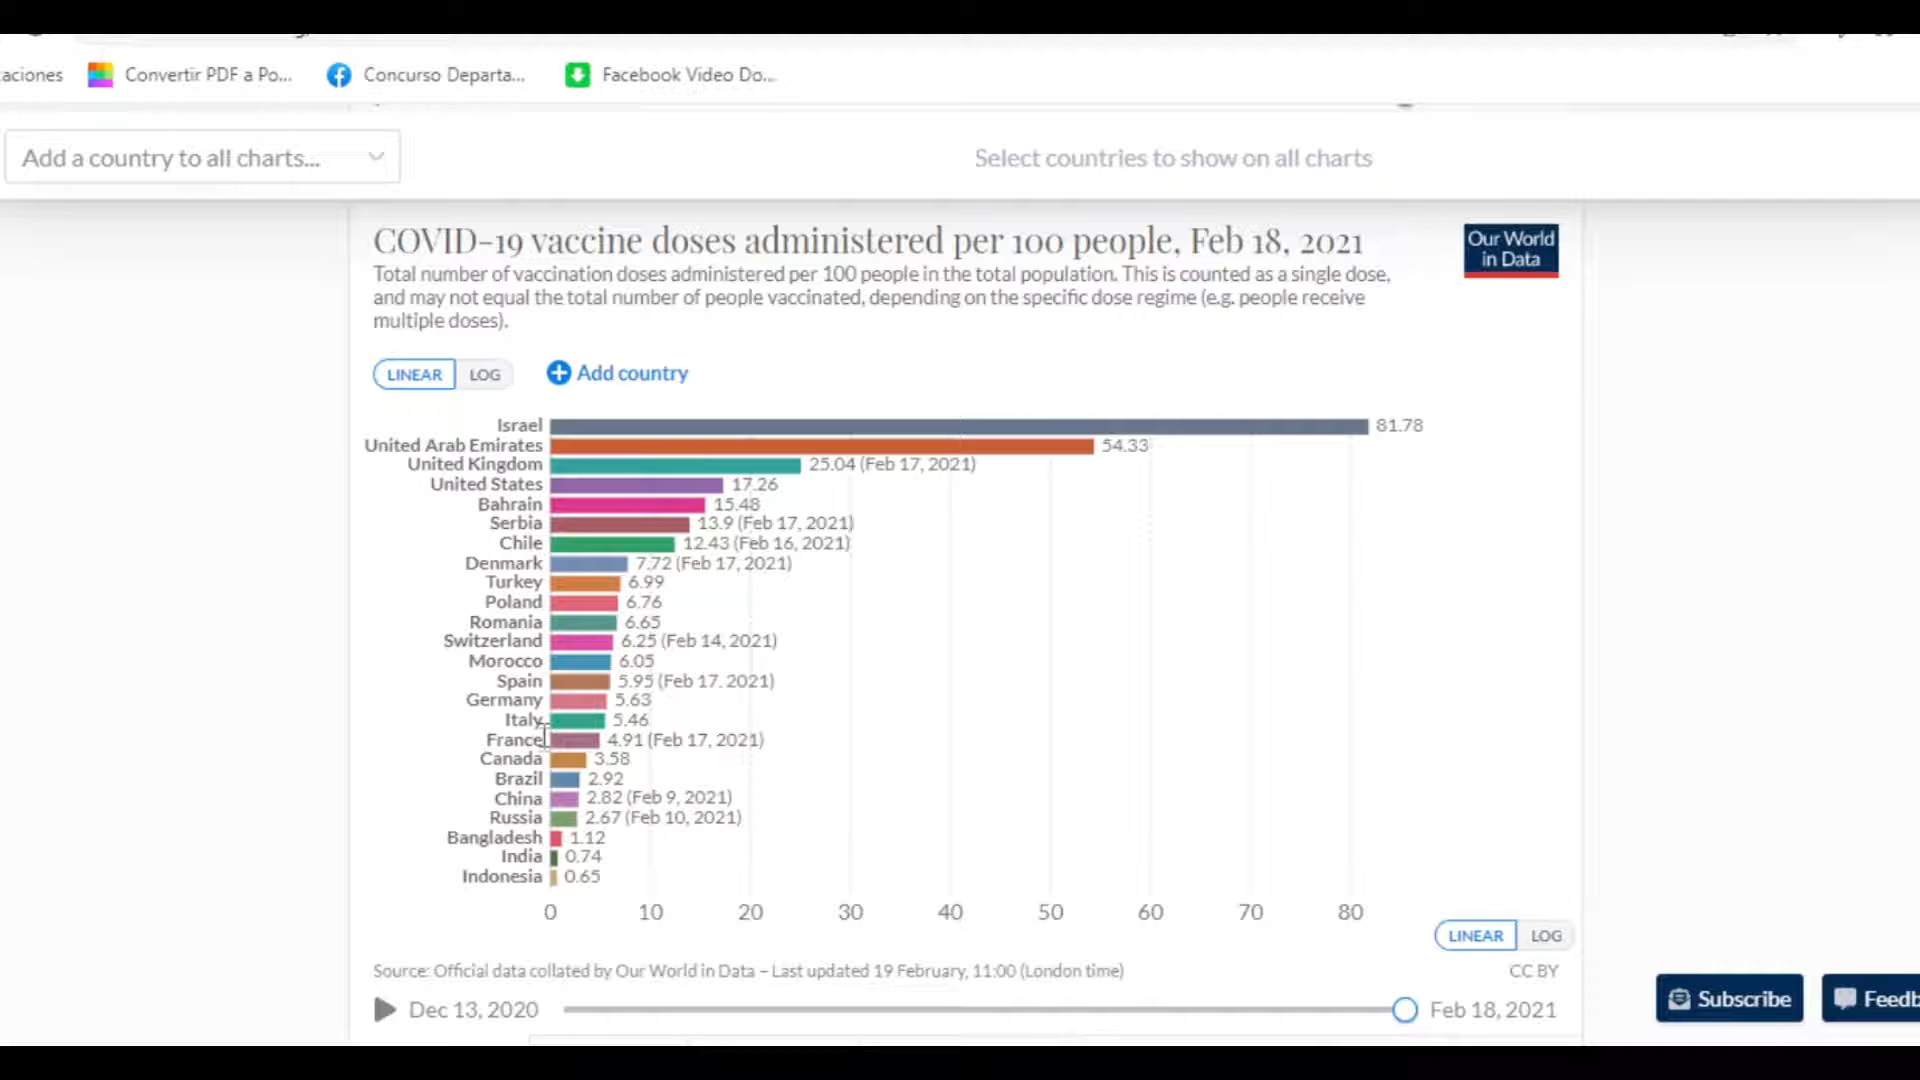 aciones
Convertir PDF a Po...
Concurso Departa...
Facebook Video Do...
Add a country to all charts...
Select countries to show on all charts
COVID-19 vaccine doses administered per 100 people, Feb 18, 2021
Our World
in Data
Total number of vaccination doses administered per 100 people in the total population. This is counted as a single dose,
and may not equal the total number of people vaccinated, depending on the specific dose regime (e.g. people receive
multiple doses).
LINEAR LOG
Add country
Israel 81.78
United Arab Emirates 54.33
United Kingdom 25.04 (Feb 17, 2021)
United States 17.26
Bahrain 15.48
Serbia 13.9 (Feb 17, 2021)
Chile 12.43 (Feb 16, 2021)
Denmark 7.72 (Feb 17, 2021)
Turkey 6.99
Poland 6.76
Romania 6.65
Switzerland 6.25 (Feb 14, 2021)
Morocco 6.05
Spain 5.95 (Feb 17, 2021)
Germany 5.63
Italy 5.46
France 4.91 (Feb 17, 2021)
Canada 3.58
Brazil 2.92
China 2.82 (Feb 9, 2021)
Russia 2.67 (Feb 10, 2021)
Bangladesh 1.12
India 0.74
Indonesia 0.65
0 10 20 30 40 50 60 70 80
LINEAR LOG
Source: Official data collated by Our World in Data – Last updated 19 February, 11:00 (London time)
CC BY
Dec 13, 2020
Feb 18, 2021
Subscribe
Feedb